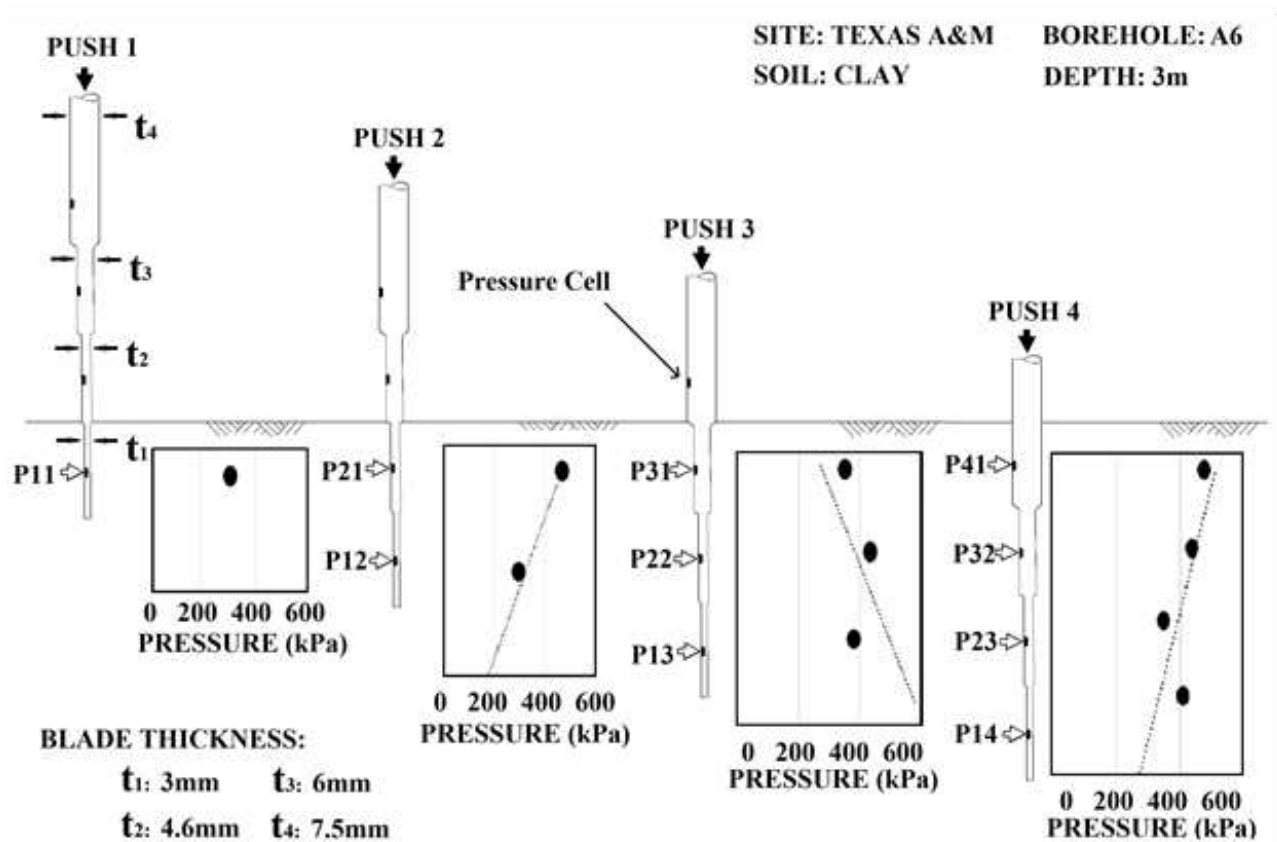 SITE: TEXAS A&M BOREHOLE: A6
SOIL: CLAY DEPTH: 3m
PUSH 1
t4
t3
t2
t1
P11
0 200 400 600
PRESSURE (kPa)
PUSH 2
P21
P12
0 200 400 600
PRESSURE (kPa)
PUSH 3
Pressure Cell
P31
P22
P13
0 200 400 600
PRESSURE (kPa)
PUSH 4
P41
P32
P23
P14
0 200 400 600
PRESSURE (kPa)
BLADE THICKNESS:
t1: 3mm t3: 6mm
t2: 4.6mm t4: 7.5mm